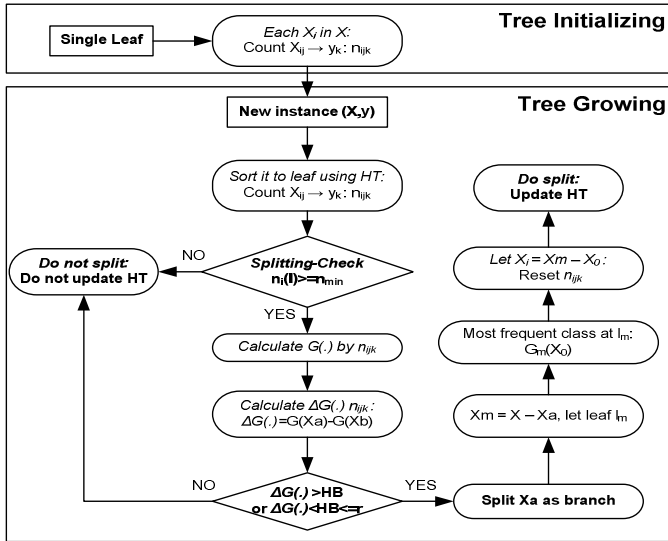 Tree Initializing
Single Leaf
Each Xi in X:
Count Xij → yk: nijk
Tree Growing
New instance (X,y)
Sort it to leaf using HT:
Count Xij → yk: nijk
Do split:
Update HT
Do not split:
Do not update HT
NO
Splitting-Check
ni(l)>=nmin
Let Xi = Xm – X0:
Reset nijk
YES
Calculate G(.) by nijk
Most frequent class at lm:
Gm(X0)
Calculate ΔG(.) nijk:
ΔG(.)=G(Xa)-G(Xb)
Xm = X – Xa, let leaf lm
NO
ΔG(.) >HB
or ΔG(.)<HB<=r
YES
Split Xa as branch